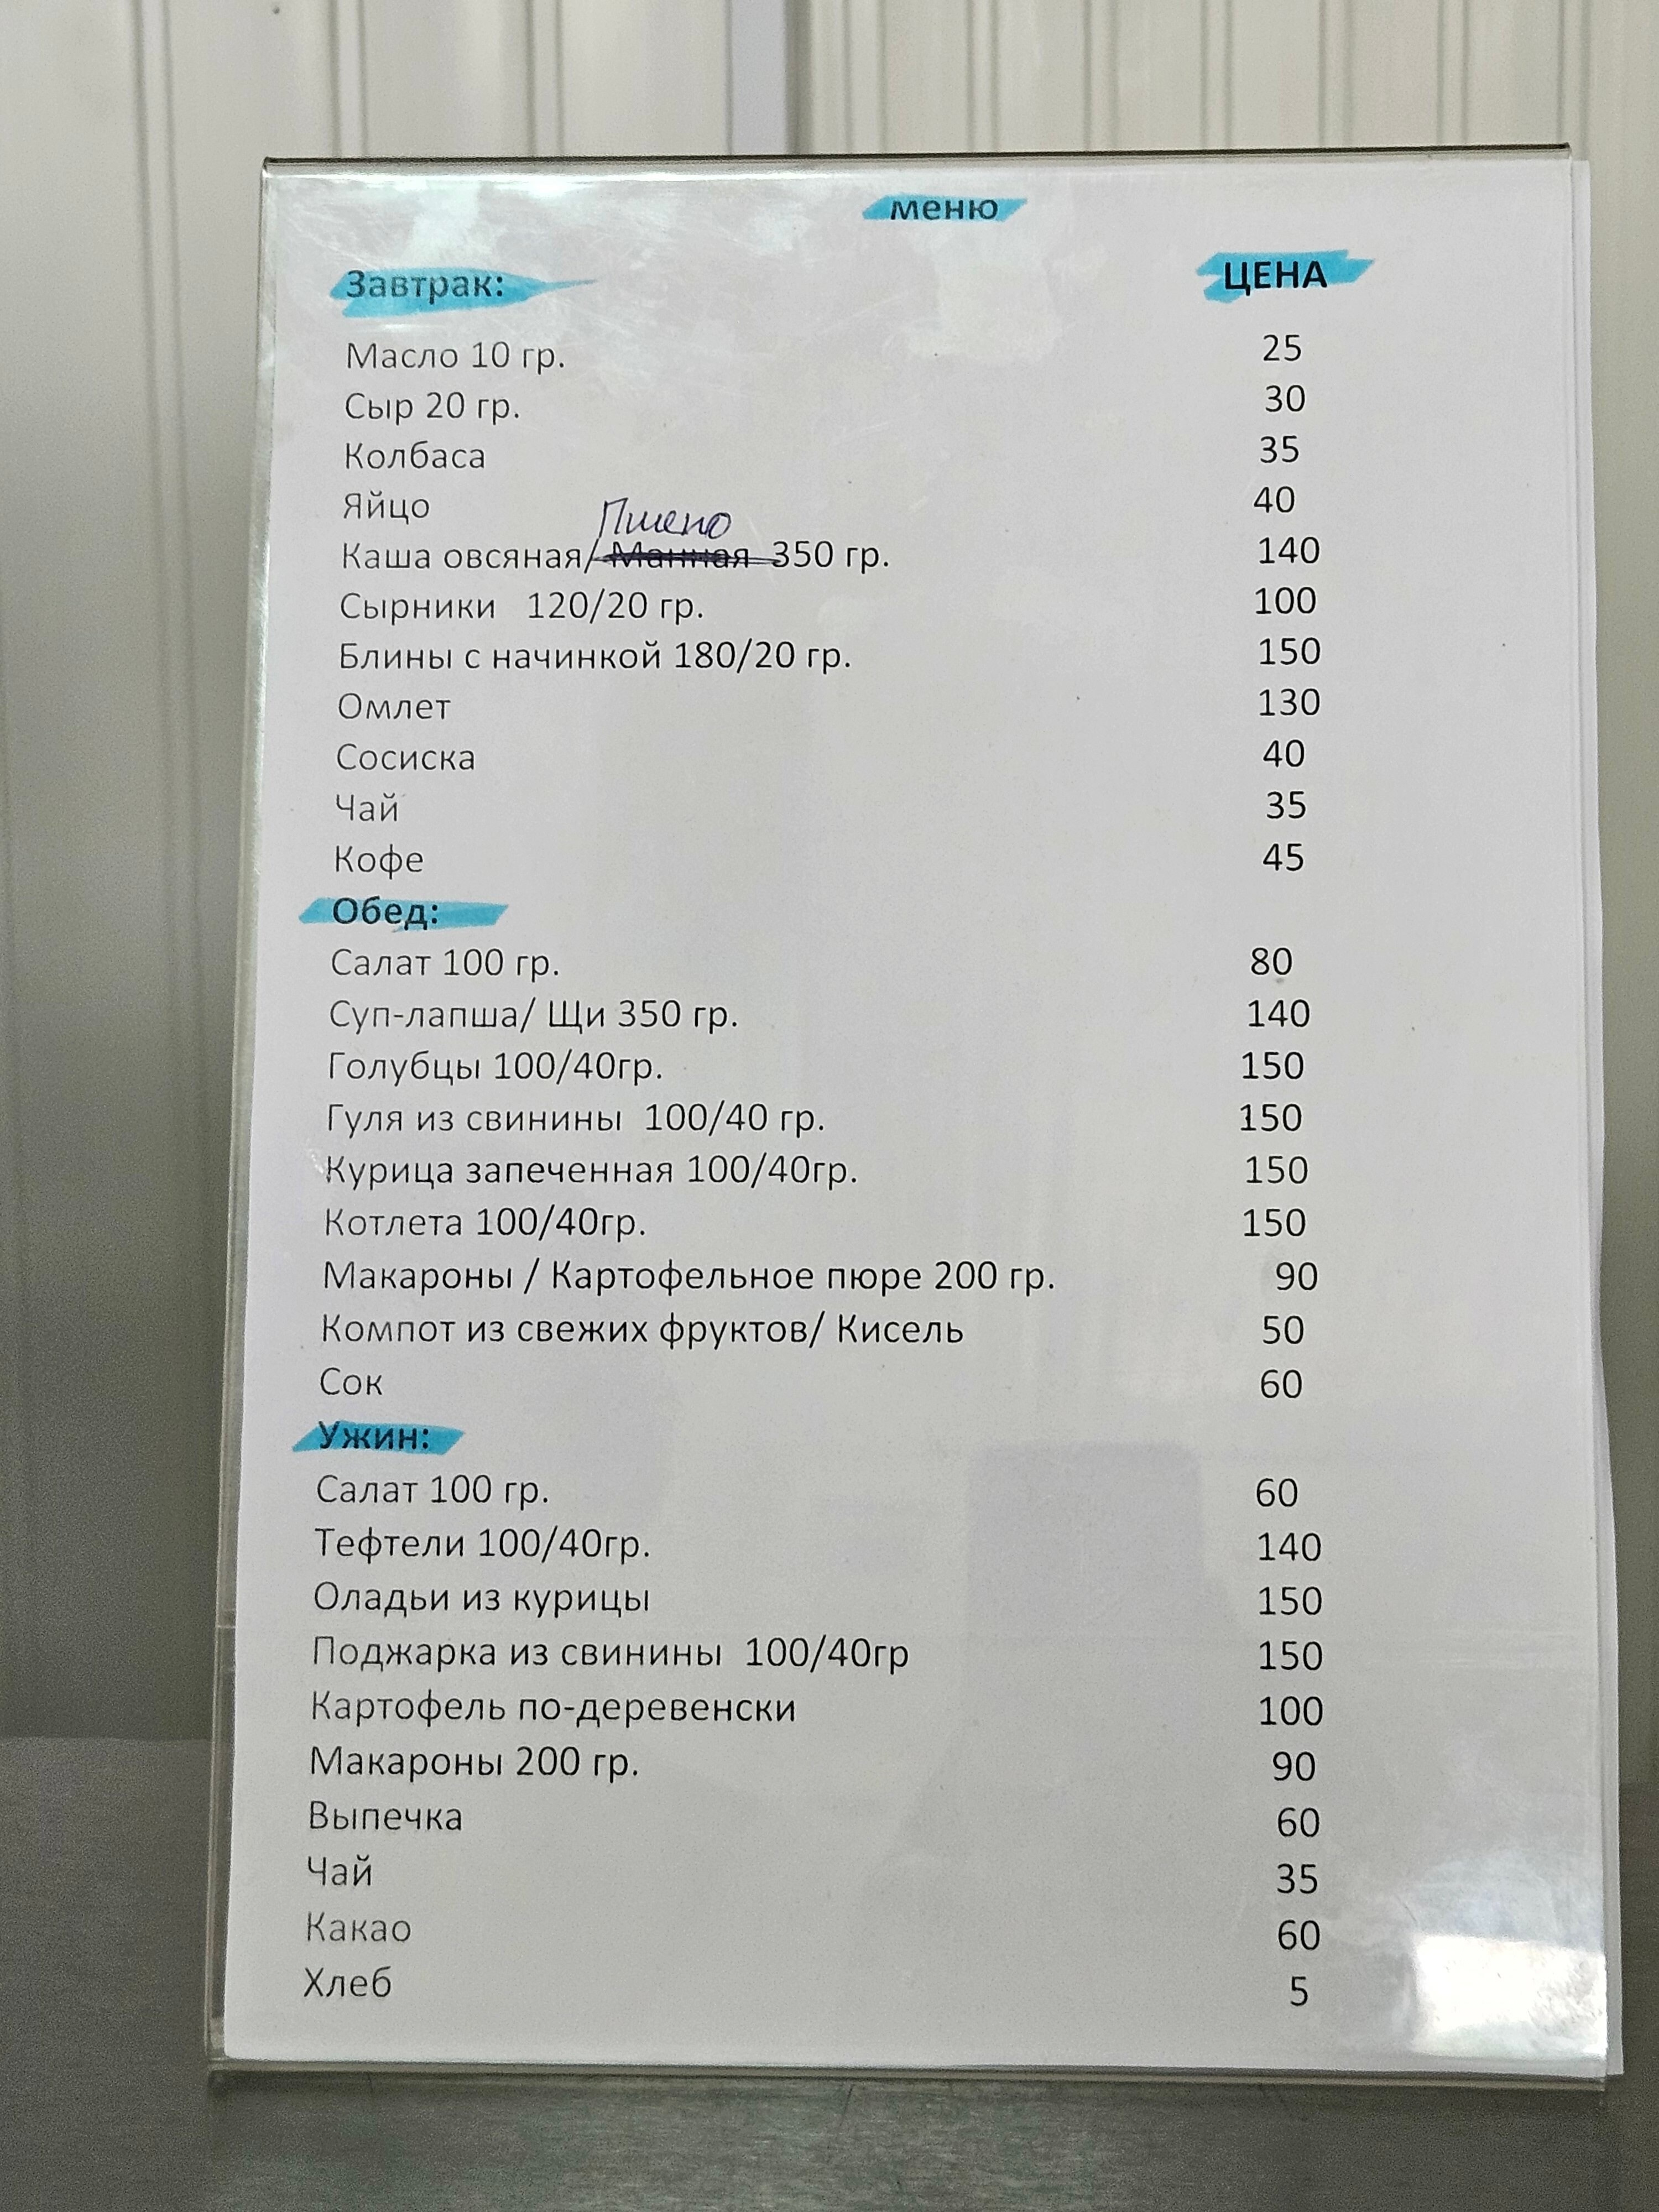 меню
Завтрак: ЦЕНА
Масло 10 гр. 25
Сыр 20 гр. 30
Колбаса 35
Яйцо 40
Пшено
Каша овсяная/ Манная 350 гр. 140
Сырники 120/20 гр. 100
Блины с начинкой 180/20 гр. 150
Омлет 130
Сосиска 40
Чай 35
Кофе 45
Обед:
Салат 100 гр. 80
Суп-лапша/ Щи 350 гр. 140
Голубцы 100/40гр. 150
Гуля из свинины 100/40 гр. 150
Курица запеченная 100/40гр. 150
Котлета 100/40гр. 150
Макароны / Картофельное пюре 200 гр. 90
Компот из свежих фруктов/ Кисель 50
Сок 60
Ужин:
Салат 100 гр. 60
Тефтели 100/40гр. 140
Оладьи из курицы 150
Поджарка из свинины 100/40гр 150
Картофель по-деревенски 100
Макароны 200 гр. 90
Выпечка 60
Чай 35
Какао 60
Хлеб 5